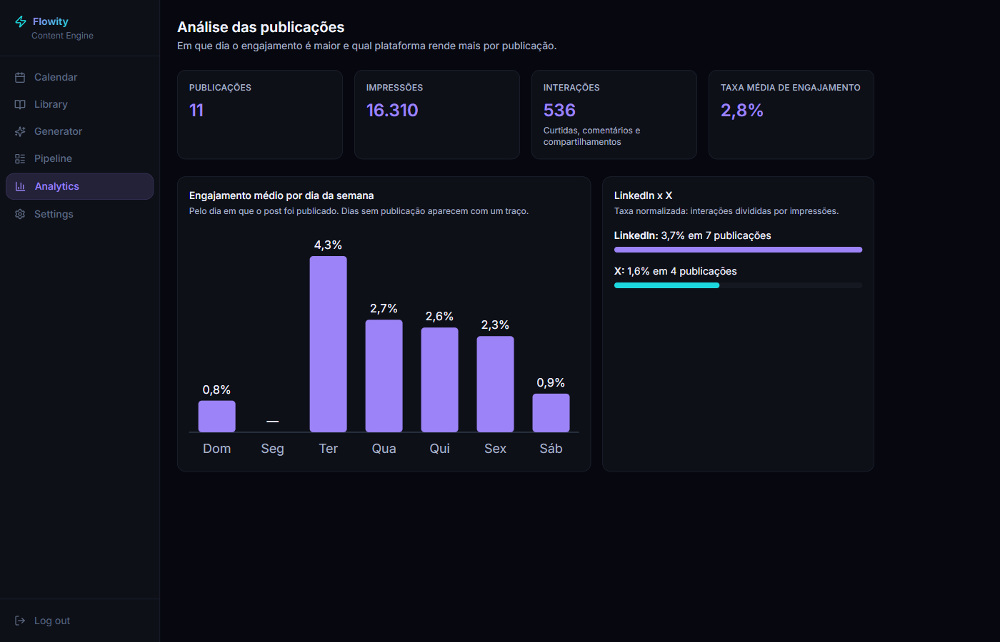 Flowity
Content Engine
Calendar
Library
Generator
Pipeline
Analytics
Settings
Log out
Análise das publicações
Em que dia o engajamento é maior e qual plataforma rende mais por publicação.
PUBLICAÇÕES
11
IMPRESSÕES
16.310
INTERAÇÕES
536
Curtidas, comentários e
compartilhamentos
TAXA MÉDIA DE ENGAJAMENTO
2,8%
Engajamento médio por dia da semana
Pelo dia em que o post foi publicado. Dias sem publicação aparecem com um traço.
0,8%
—
4,3%
2,7%
2,6%
2,3%
0,9%
Dom
Seg
Ter
Qua
Qui
Sex
Sáb
LinkedIn x X
Taxa normalizada: interações divididas por impressões.
LinkedIn: 3,7% em 7 publicações
X: 1,6% em 4 publicações